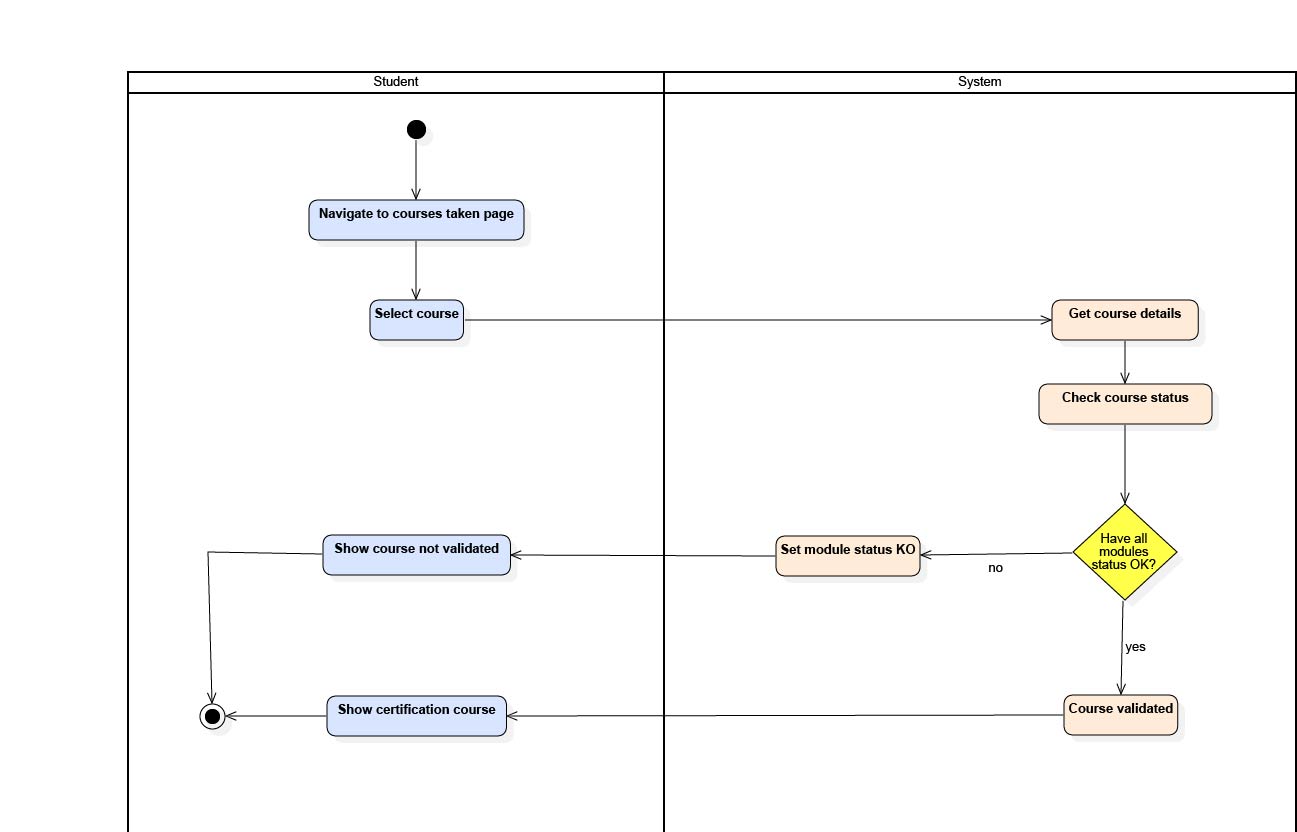 Student
System
Navigate to courses taken page
Select course
Get course details
Check course status
Have all
modules
status OK?
no
Set module status KO
Show course not validated
yes
Course validated
Show certification course